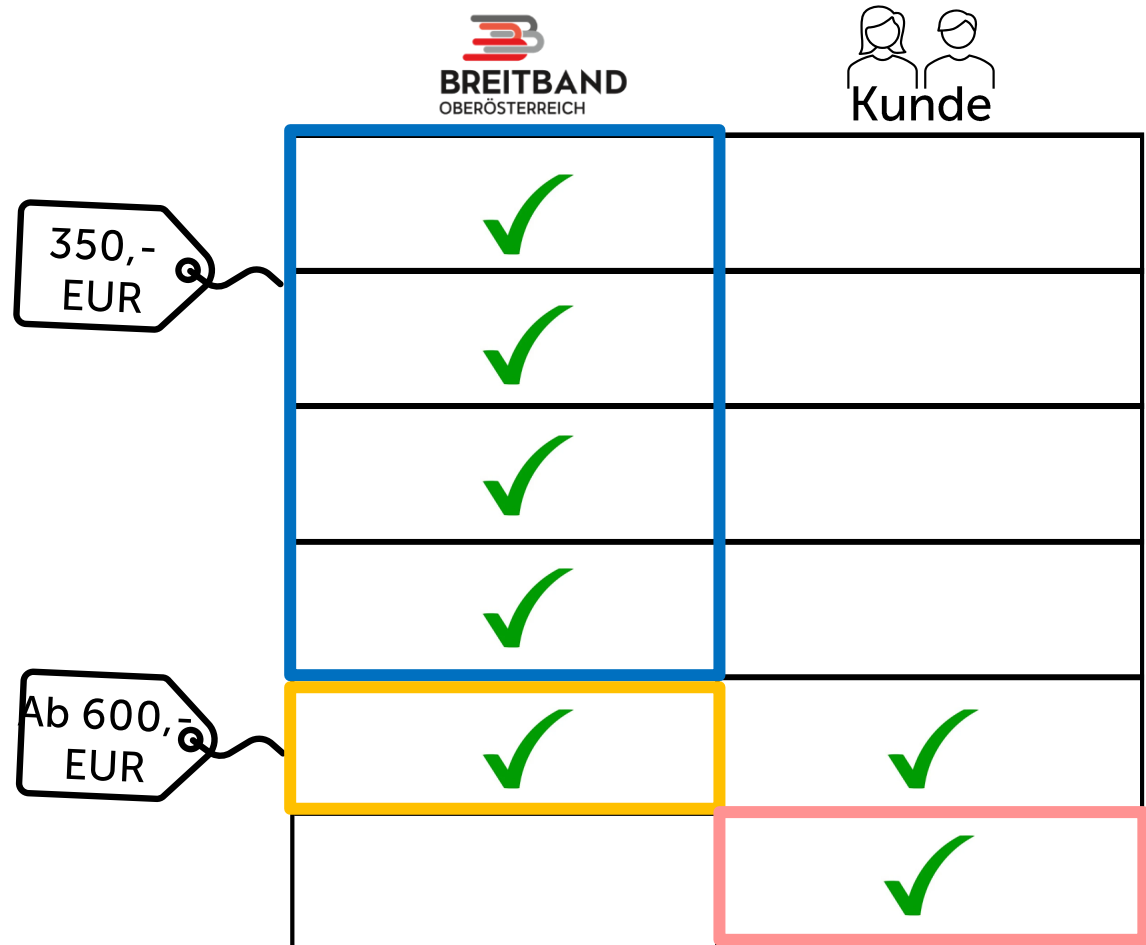 BREITBAND
OBERÖSTERREICH
Kunde
350,-
EUR
Ab 600,-
EUR